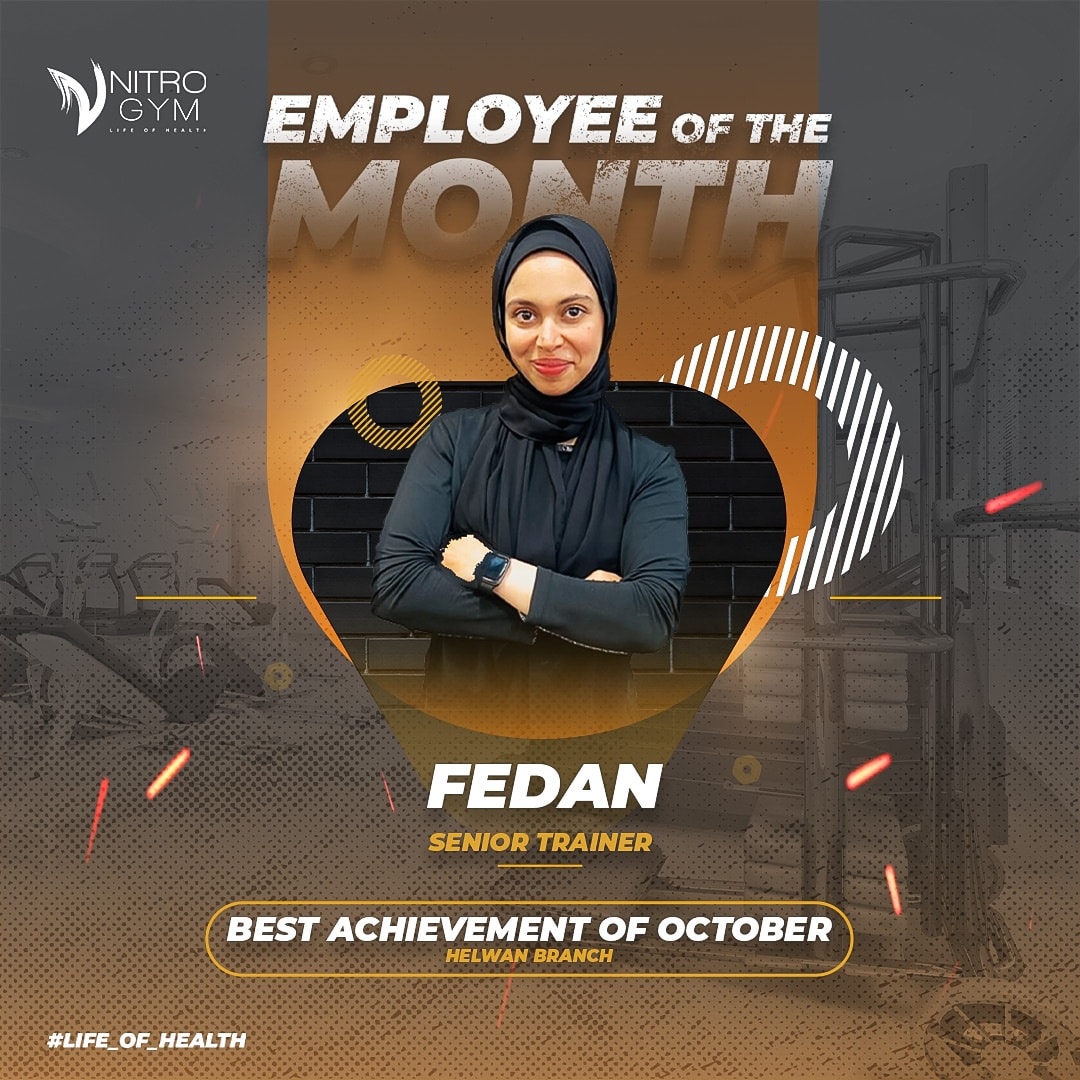 NITRO
GYM
LIFE OF HEALTH
EMPLOYEE OF THE
MONTH
FEDAN
SENIOR TRAINER
BEST ACHIEVEMENT OF OCTOBER
HELWAN BRANCH
#LIFE_OF_HEALTH